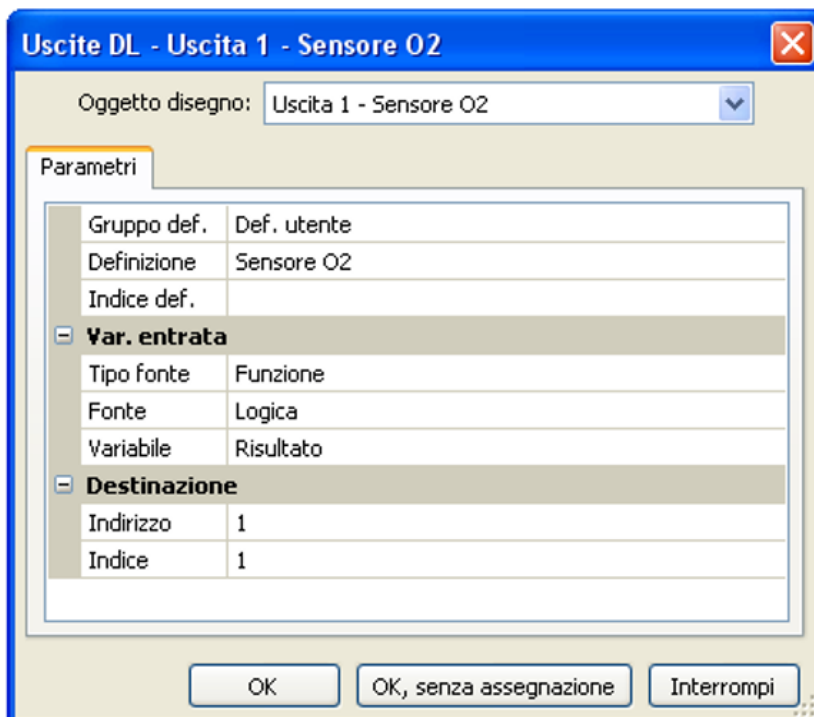 Uscite DL - Uscita 1 - Sensore O2
Oggetto disegno: Uscita 1 - Sensore O2
Parametri
Gruppo def. Def. utente
Definizione Sensore O2
Indice def.
Var. entrata
Tipo fonte Funzione
Fonte Logica
Variabile Risultato
Destinazione
Indirizzo 1
Indice 1
OK OK, senza assegnazione Interrompi